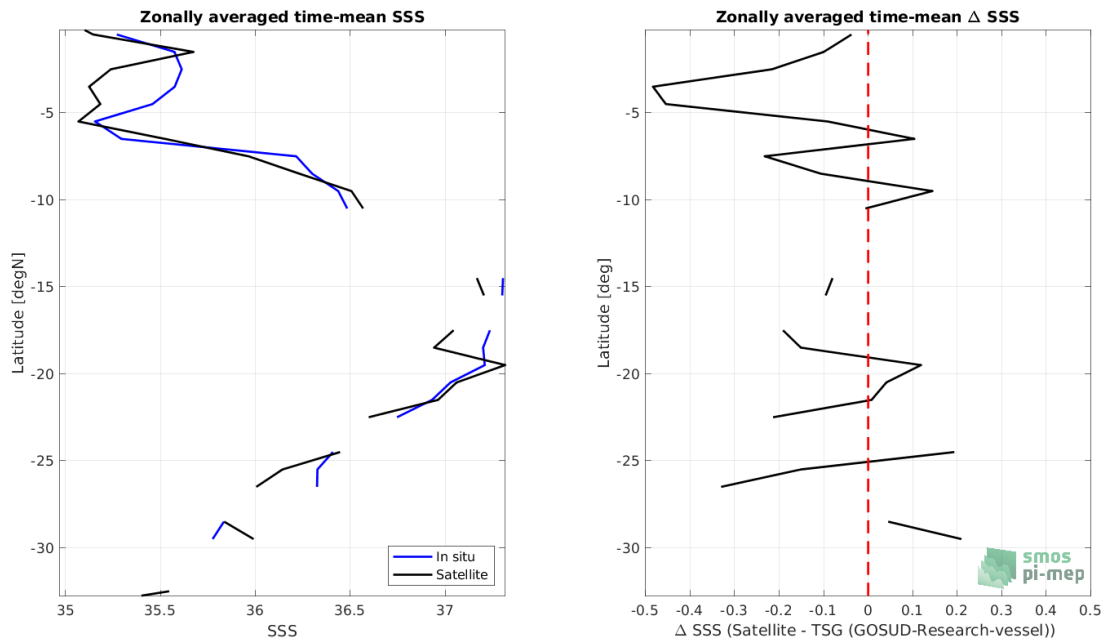 Zonally averaged time-mean SSS
Latitude [degN]
-5
-10
-15
-20
-25
-30
35
35.5
36
36.5
37
SSS
In situ
Satellite
Zonally averaged time-mean Δ SSS
Latitude [deg]
-5
-10
-15
-20
-25
-30
-0.5
-0.4
-0.3
-0.2
-0.1
0
0.1
0.2
0.3
0.4
0.5
Δ SSS (Satellite - TSG (GOSUD-Research-vessel))
smos
pi-mep